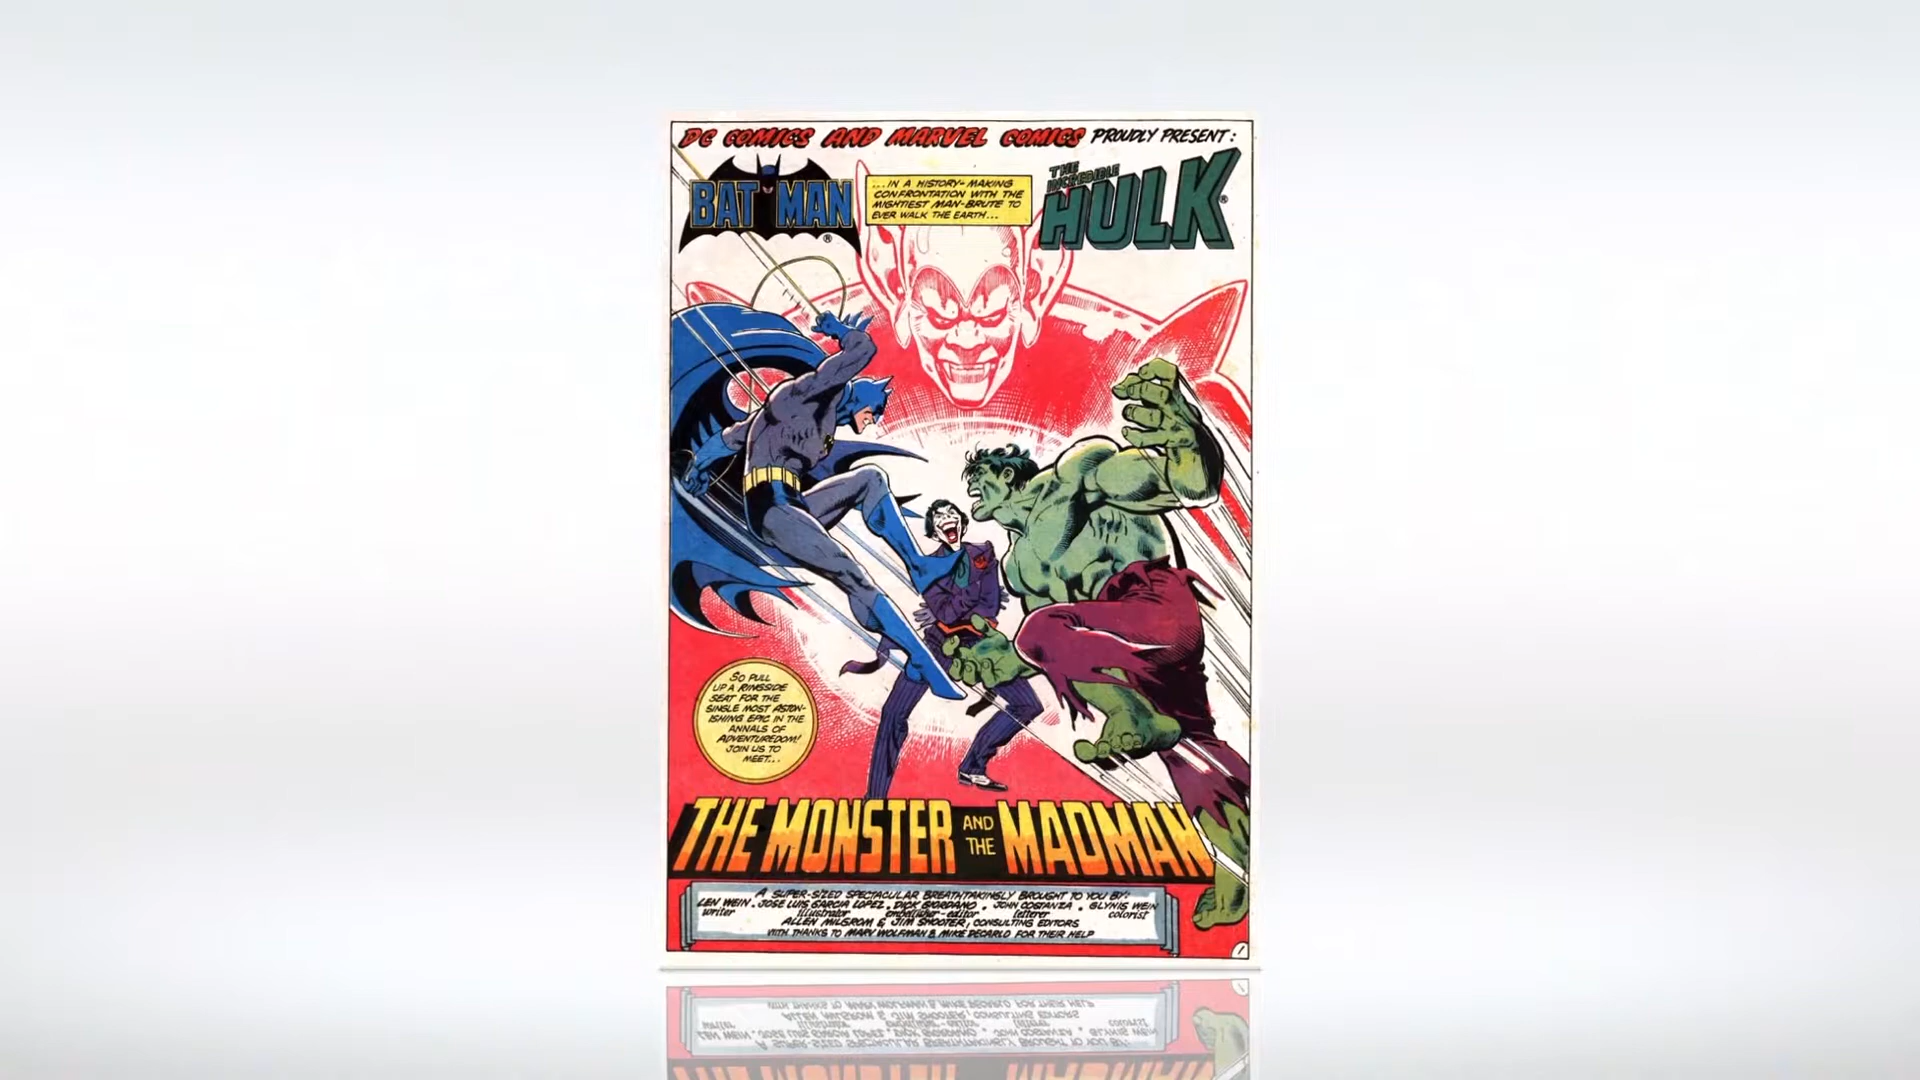 DC COMICS AND MARVEL COMICS PROUDLY PRESENT:
BATMAN®
...IN A HISTORY-MAKING
CONFRONTATION WITH THE
MIGHTIEST MAN-BRUTE TO
EVER WALK THE EARTH...
THE
INCREDIBLE
HULK®
SO PULL
UP A RINGSIDE
SEAT FOR THE
SINGLE MOST ASTON-
ISHING EPIC IN THE
ANNALS OF
ADVENTUREDOM!
JOIN US TO
MEET...
THE MONSTER AND THE MADMAN
A SUPER-SIZED SPECTACULAR BREATHTAKINGLY BROUGHT TO YOU BY:
LEN WEIN • JOSE LUIS GARCIA LOPEZ • DICK GIORDANO • JOHN COSTANZA • GLYNIS WEIN
writer illustrator embellisher-editor letterer colorist
ALLEN MILGROM & JIM SHOOTER, CONSULTING EDITORS
WITH THANKS TO MARV WOLFMAN & MIKE DECARLO FOR THEIR HELP
1